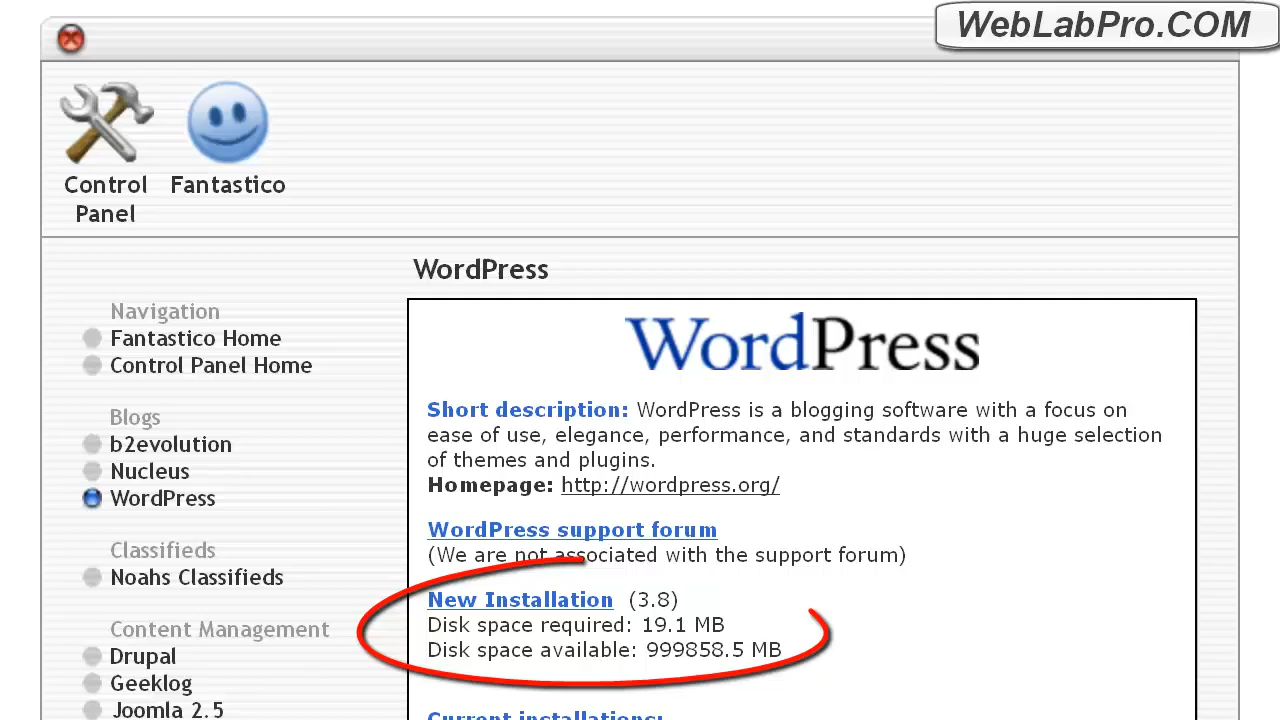 WebLabPro.COM
Control
Panel
Fantastico
WordPress
Navigation
Fantastico Home
Control Panel Home
Blogs
b2evolution
Nucleus
WordPress
Classifieds
Noahs Classifieds
Content Management
Drupal
Geeklog
Joomla 2.5
WordPress
Short description: WordPress is a blogging software with a focus on
ease of use, elegance, performance, and standards with a huge selection
of themes and plugins.
Homepage: http://wordpress.org/
WordPress support forum
(We are not associated with the support forum)
New Installation (3.8)
Disk space required: 19.1 MB
Disk space available: 999858.5 MB
Current installations: